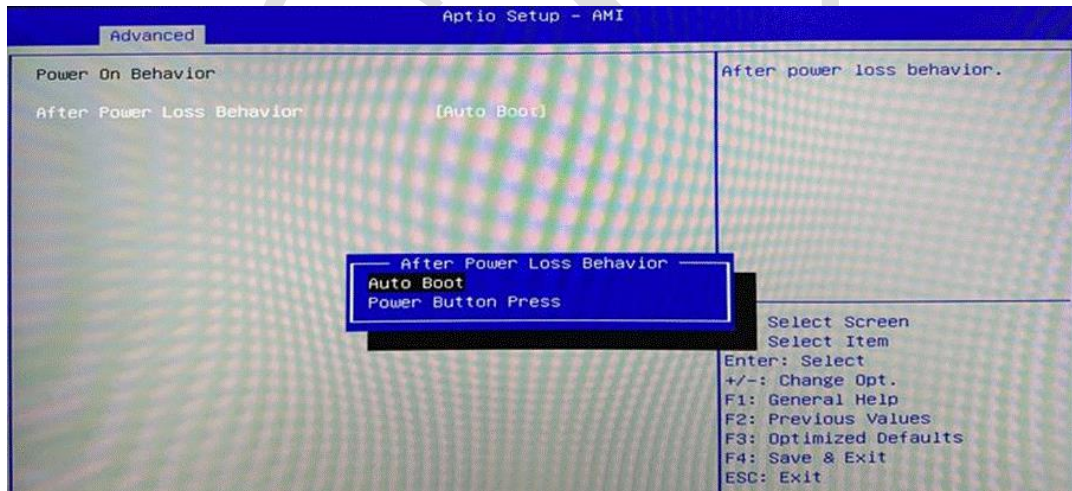 Aptio Setup - AMI
Advanced
Power On Behavior
After Power Loss Behavior [Auto Boot]
After power loss behavior.
After Power Loss Behavior
Auto Boot
Power Button Press
Select Screen
Select Item
Enter: Select
+/-: Change Opt.
F1: General Help
F2: Previous Values
F3: Optimized Defaults
F4: Save & Exit
ESC: Exit